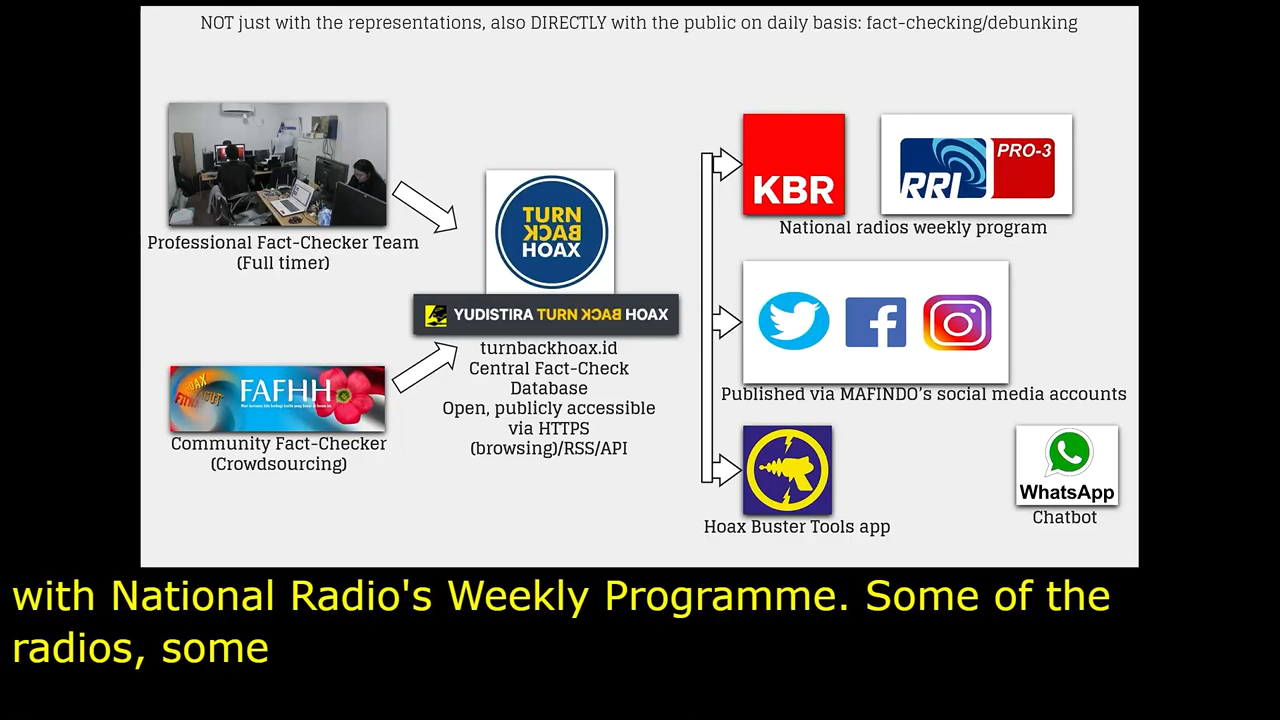 NOT just with the representations, also DIRECTLY with the public on daily basis: fact-checking/debunking
Professional Fact-Checker Team
(Full timer)
FAFHH
Community Fact-Checker
(Crowdsourcing)
TURN
BACK
HOAX
YUDISTIRA TURN BACK HOAX
turnbackhoax.id
Central Fact-Check
Database
Open, publicly accessible
via HTTPS
(browsing)/RSS/API
KBR
RRI PRO-3
National radios weekly program
Published via MAFINDO's social media accounts
Hoax Buster Tools app
WhatsApp
Chatbot
with National Radio's Weekly Programme. Some of the
radios, some